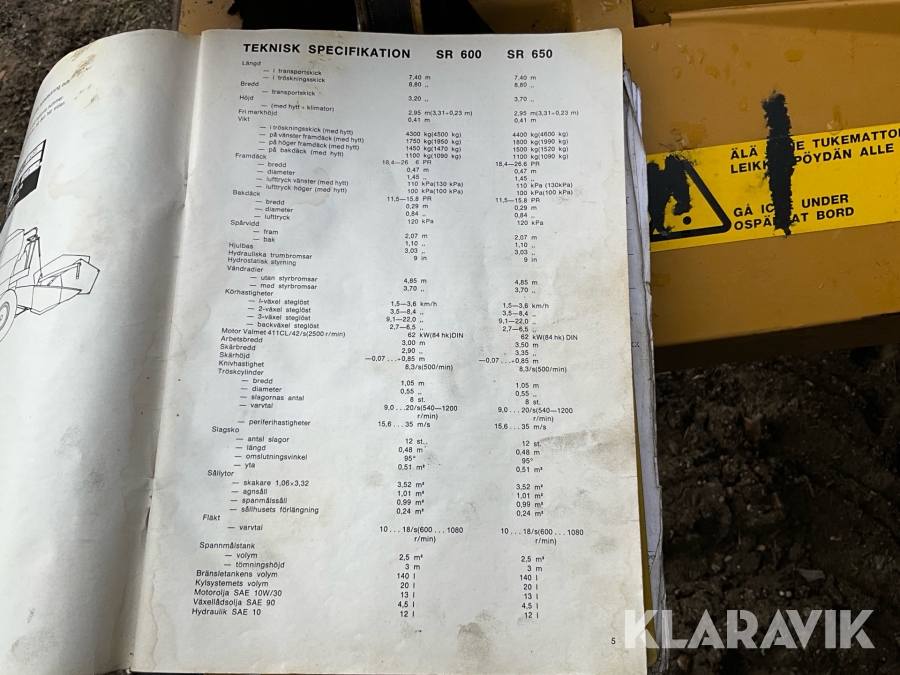 TEKNISK SPECIFIKATION SR 600 SR 650
Längd
— i transportskick 7,40 m 7,40 m
— i tröskningsskick 8,80 „ 8,80 „
Bredd
— transportskick 3,20 „ 3,70 „
Höjd
— (med hytt + klimator) 2,95 m(3,31÷0,23 m) 2,95 m(3,31÷0,23 m)
Fri markhöjd 0,41 m 0,41 m
Vikt
— i tröskningsskick (med hytt) 4300 kg(4500 kg) 4400 kg(4600 kg)
— på vänster framdäck (med hytt) 1750 kg(1950 kg) 1800 kg(1990 kg)
— på höger framdäck (med hytt) 1450 kg(1470 kg) 1500 kg(1520 kg)
— på bakdäck (med hytt) 1100 kg(1090 kg) 1100 kg(1090 kg)
Framdäck 18,4—26 6 PR 18,4—26.6 PR
— bredd 0,47 m 0,47 m
— diameter 1,45 „ 1,45 „
— lufttryck vänster (med hytt) 110 kPa(130 kPa) 110 kPa (130kPa)
— lufttryck höger (med hytt) 100 kPa(100 kPa) 100 kPa(100 kPa)
Bakdäck 11,5—15.8 PR 11,5—15.8 PR
— bredd 0,29 m 0,29 m
— diameter 0,84 „ 0,84 „
— lufttryck 120 kPa 120 kPa
Spårvidd
— fram 2,07 m 2,07 m
— bak 1,10 „ 1,10 „
Hjulbas 3,03 „ 3,03 „
Hydrauliska trumbromsar 9 in 9 in
Hydrostatisk styrning
Vändradier
— utan styrbromsar 4,85 m 4,85 m
— med styrbromsar 3,70 „ 3,70 „
Körhastigheter
— I-växel steglöst 1,5—3,6 km/h 1,5—3,6 km/h
— 2-växel steglöst 3,5—8,4 „ 3,5—8,4 „
— 3-växel steglöst 9,1—22,0 „ 9,1—22,0 „
— backväxel steglöst 2,7—6,5 „ 2,7—6,5 „
Motor Valmet 411CL/42/s(2500 r/min) 62 kW(84 hk)DIN 62 kW(84 hk) DIN
Arbetsbredd 3,00 m 3,50 m
Skärbredd 2,90 „ 3,35 „
Skärhöjd —0,07...+0,85 m —0,07...+0,85 m
Knivhastighet 8,3/s(500/min) 8,3/s(500/min)
Tröskcylinder
— bredd 1,05 m 1,05 m
— diameter 0,55 „ 0,55 „
— slagornas antal 8 st. 8 st.
— varvtal 9,0...20/s(540—1200 9,0...20/s(540—1200
r/min) r/min)
— periferihastigheter 15,6...35 m/s 15,6...35 m/s
Slagsko
— antal slagor 12 st. 12 st.
— längd 0,48 m 0,48 m
— omslutningsvinkel 95° 95°
— yta 0,51 m² 0,51 m²
Sållytor
— skakare 1,06×3,32 3,52 m² 3,52 m²
— agnsåll 1,01 m² 1,01 m²
— spanmålssåll 0,99 m² 0,99 m²
— sållhusets förlängning 0,24 m² 0,24 m²
Fläkt
— varvtal 10...18/s(600...1080 10...18/s(600...1080
r/min) r/min)
Spannmålstank
— volym 2,5 m³ 2,5 m³
— tömningshöjd 3 m 3 m
Bränsletankens volym 140 l 140 l
Kylsystemets volym 20 l 20 l
Motorolja SAE 10W/30 13 l 13 l
Växellådsolja SAE 90 4,5 l 4,5 l
Hydraulik SAE 10 12 l 12 l
5
ÄLÄ TUKEMATTOM
LEIKK PÖYDÄN ALLE
GÅ IC UNDER
OSPÄ AT BORD
KLARAVIK